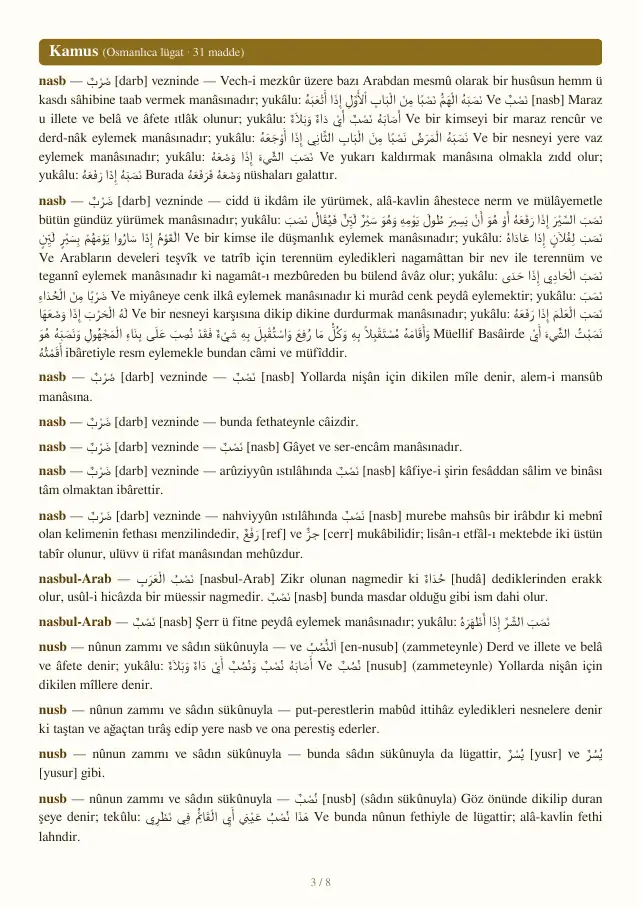 Kamus (Osmanlıca lügat · 31 madde)
nasb — ضَرْبٌ [darb] vezninde — Vech-i mezkûr üzere bazı Arabdan mesmû olarak bir husûsun hemm ü
kasdı sâhibine taab vermek manâsınadır; yukâlu: نَصَبَهُ الْهَمُّ نَصْبًا مِنَ الْبَابِ الْأَوَّلِ إِذَا أَتْعَبَهُ Ve نَصْبٌ [nasb] Maraz
u illete ve belâ ve âfete ıtlâk olunur; yukâlu: أَصَابَهُ نَصْبٌ أَيْ دَاءٌ وَبَلَاءٌ Ve bir kimseyi bir maraz rencûr ve
derd-nâk eylemek manâsınadır; yukâlu: نَصَبَهُ الْمَرَضُ نَصْبًا مِنَ الْبَابِ الثَّانِي إِذَا أَوْجَعَهُ Ve bir nesneyi yere vaz
eylemek manâsınadır; yukâlu: نَصَبَ الشَّيْءَ إِذَا وَضَعَهُ Ve yukarı kaldırmak manâsına olmakla zıdd olur;
yukâlu: نَصَبَهُ إِذَا رَفَعَهُ Burada وَضَعَهُ فَرَفَعَهُ nüshaları galattır.
nasb — ضَرْبٌ [darb] vezninde — cidd ü ikdâm ile yürümek, alâ-kavlin âhestece nerm ve mülâyemetle
bütün gündüz yürümek manâsınadır; yukâlu: نَصَبَ السَّيْرَ إِذَا رَفَعَهُ أَوْ هُوَ أَنْ يَسِيرَ طُولَ يَوْمِهِ وَهُوَ سَيْرٌ لَيِّنٌ فَيُقَالُ نَصَبَ
الْقَوْمُ إِذَا سَارُوا يَوْمَهُمْ بِسَيْرٍ لَيِّنٍ Ve bir kimse ile düşmanlık eylemek manâsınadır; yukâlu: نَصَبَ لِفُلَانٍ إِذَا عَادَاهُ
Ve Arabların develeri teşvîk ve tatrîb için terennüm eyledikleri nagamâttan bir nev ile terennüm ve
tegannî eylemek manâsınadır ki nagamât-ı mezbûreden bu bülend âvâz olur; yukâlu: نَصَبَ الْحَادِي إِذَا حَدَى
ضَرْبًا مِنَ الْحُدَاءِ Ve miyâneye cenk ilkâ eylemek manâsınadır ki murâd cenk peydâ eylemektir; yukâlu: نَصَبَ
لَهُ الْحَرْبَ إِذَا وَضَعَهَا Ve bir nesneyi karşısına dikip dikine durdurmak manâsınadır; yukâlu: نَصَبَ الْعَلَمَ إِذَا رَفَعَهُ
وَأَقَامَهُ مُسْتَقْبِلاً بِهِ وَكُلُّ مَا رُفِعَ وَاسْتُقْبِلَ بِهِ شَيْءٌ فَقَدْ نُصِبَ عَلَى بِنَاءِ الْمَجْهُولِ وَنَصَبَهُ هُوَ Müellif Basâirde نَصَبْتُ الشَّيْءَ أَيْ
أَقَمْتُهُ ibâretiyle resm eylemekle bundan câmi ve müfîddir.
nasb — ضَرْبٌ [darb] vezninde — نَصْبٌ [nasb] Yollarda nişân için dikilen mîle denir, alem-i mansûb
manâsına.
nasb — ضَرْبٌ [darb] vezninde — bunda fethateynle câizdir.
nasb — ضَرْبٌ [darb] vezninde — نَصْبٌ [nasb] Gâyet ve ser-encâm manâsınadır.
nasb — ضَرْبٌ [darb] vezninde — arûziyyûn ıstılâhında نَصْبٌ [nasb] kâfiye-i şirin fesâddan sâlim ve binâsı
tâm olmaktan ibârettir.
nasb — ضَرْبٌ [darb] vezninde — nahviyyûn ıstılâhında نَصْبٌ [nasb] murebe mahsûs bir irâbdır ki mebnî
olan kelimenin fethası menzilindedir, رَفْعٌ [ref] ve جَرٌّ [cerr] mukâbilidir; lisân-ı etfâl-ı mektebde iki üstün
tabîr olunur, ulüvv ü rifat manâsından mehûzdur.
nasbul-Arab — نَصْبُ الْعَرَبِ [nasbul-Arab] Zikr olunan nagmedir ki حُدَاءٌ [hudâ] dediklerinden erakk
olur, usûl-i hicâzda bir müessir nagmedir. نَصْبٌ [nasb] bunda masdar olduğu gibi ism dahi olur.
nasbul-Arab — نَصْبٌ [nasb] Şerr ü fitne peydâ eylemek manâsınadır; yukâlu: نَصَبَ الشَّرَّ إِذَا أَظْهَرَهُ
nusb — nûnun zammı ve sâdın sükûnuyla — ve اَلنُّصُبُ [en-nusub] (zammeteynle) Derd ve illete ve belâ
ve âfete denir; yukâlu: أَصَابَهُ نُصْبٌ وَنُصُبٌ أَيْ دَاءٌ وَبَلَاءٌ Ve نُصُبٌ [nusub] (zammeteynle) Yollarda nişân için
dikilen mîllere denir.
nusb — nûnun zammı ve sâdın sükûnuyla — put-perestlerin mabûd ittihâz eyledikleri nesnelere denir
ki taştan ve ağaçtan tırâş edip yere nasb ve ona perestiş ederler.
nusb — nûnun zammı ve sâdın sükûnuyla — bunda sâdın sükûnuyla da lügattir, يُسْرٌ [yusr] ve يُسُرٌ
[yusur] gibi.
nusb — nûnun zammı ve sâdın sükûnuyla — نُصْبٌ [nusb] (sâdın sükûnuyla) Göz önünde dikilip duran
şeye denir; tekûlu: هَذَا نُصْبُ عَيْنِي أَيِ الْقَائِمُ فِي نَظَرِي Ve bunda nûnun fethiyle de lügattir; alâ-kavlin fethi
lahndir.
3 / 8